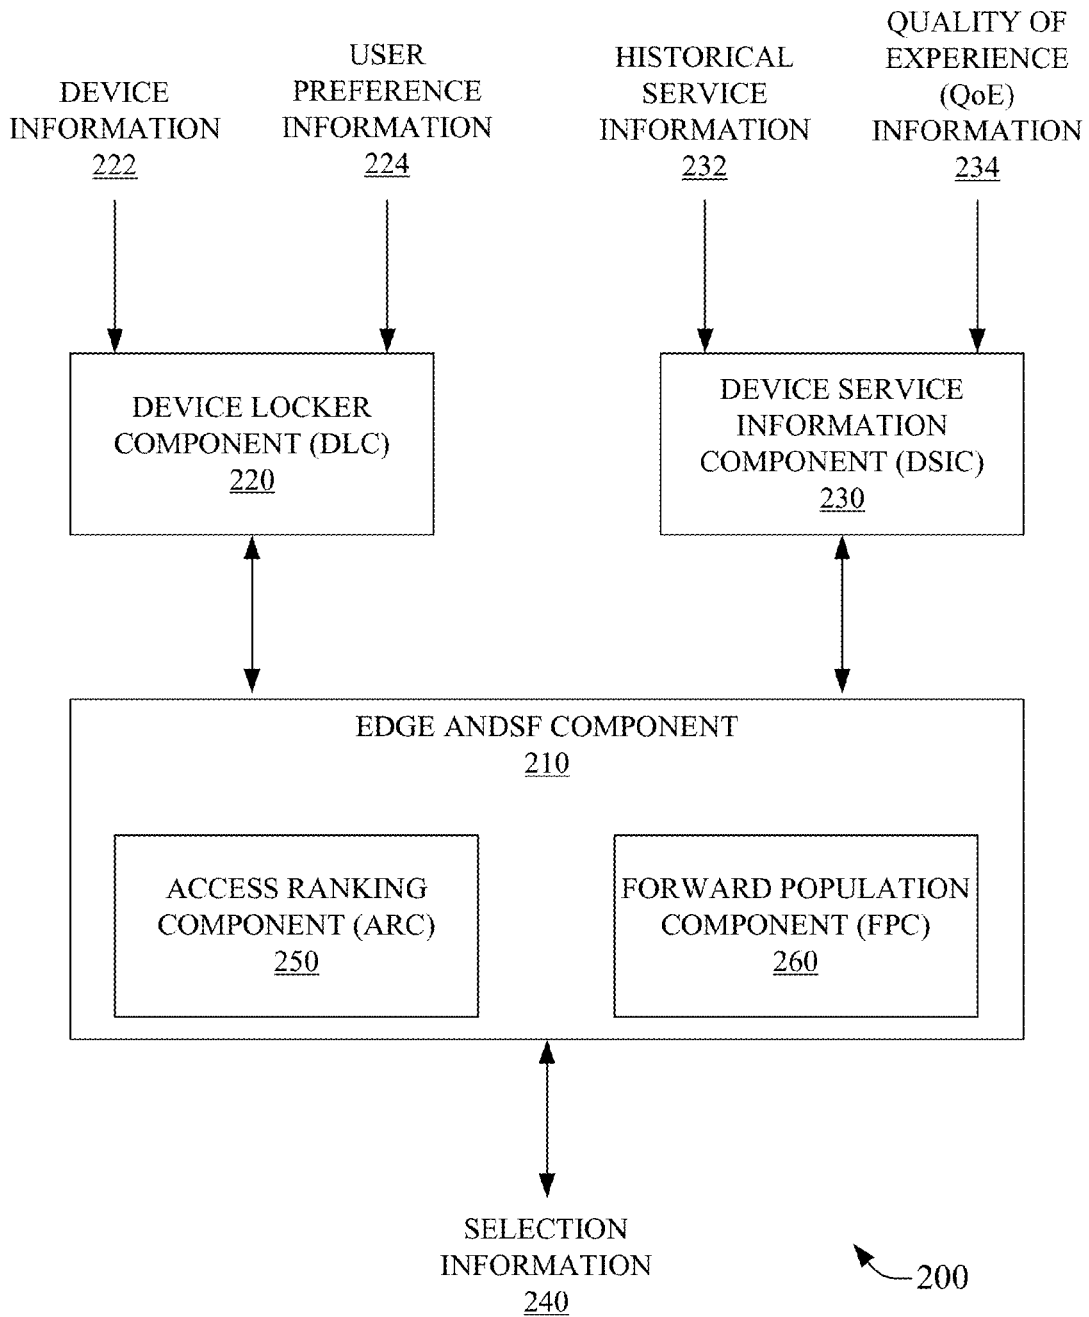 DEVICE
INFORMATION
222
USER
PREFERENCE
INFORMATION
224
HISTORICAL
SERVICE
INFORMATION
232
QUALITY OF
EXPERIENCE
(QoE)
INFORMATION
234
DEVICE LOCKER
COMPONENT (DLC)
220
DEVICE SERVICE
INFORMATION
COMPONENT (DSIC)
230
EDGE ANDSF COMPONENT
210
ACCESS RANKING
COMPONENT (ARC)
250
FORWARD POPULATION
COMPONENT (FPC)
260
SELECTION
INFORMATION
240
200